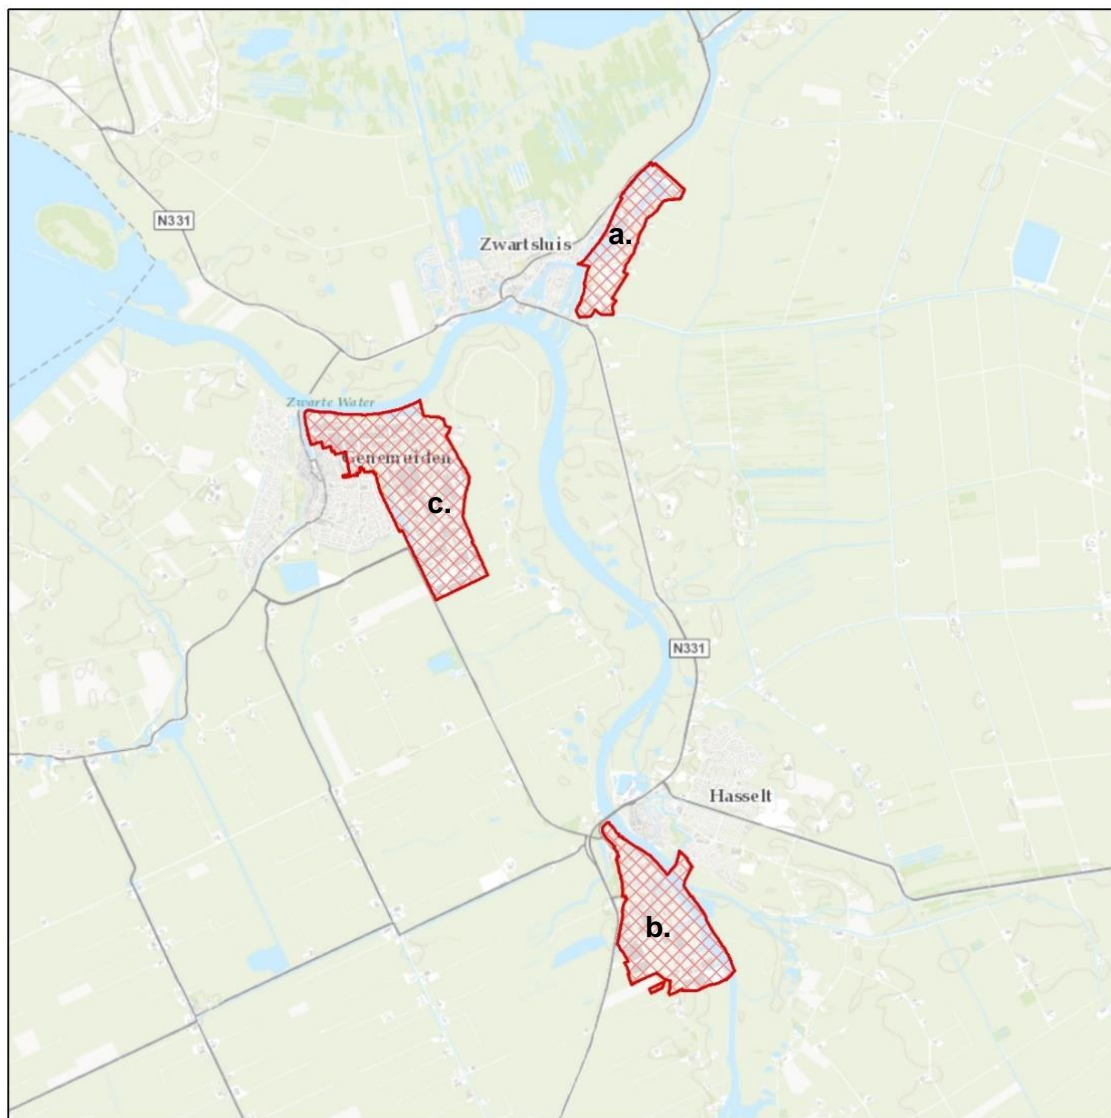 N331
Zwartsluis
a.
Zwarte Water
Genemuiden
c.
N331
Hasselt
b.